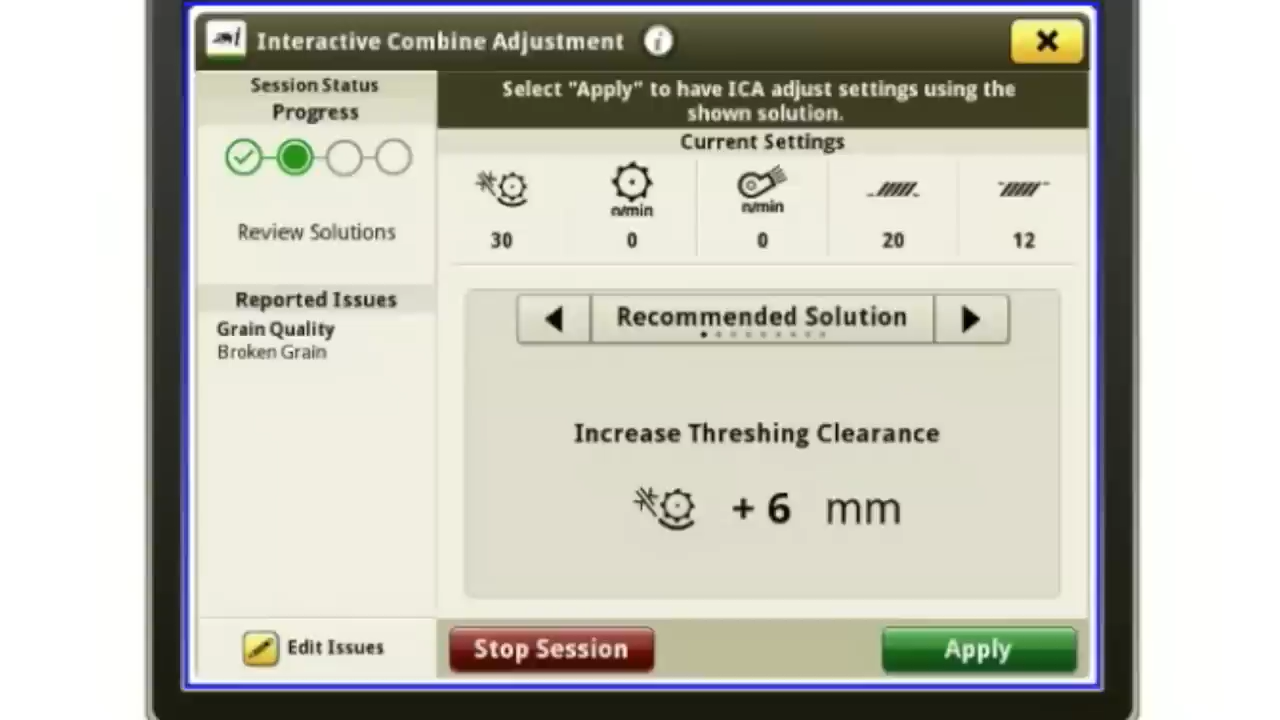 Interactive Combine Adjustment
Session Status
Progress
Review Solutions
Reported Issues
Grain Quality
Broken Grain
Edit Issues
Select "Apply" to have ICA adjust settings using the
shown solution.
Current Settings
n/min
n/min
30 0 0 20 12
Recommended Solution
Increase Threshing Clearance
+ 6 mm
Stop Session
Apply